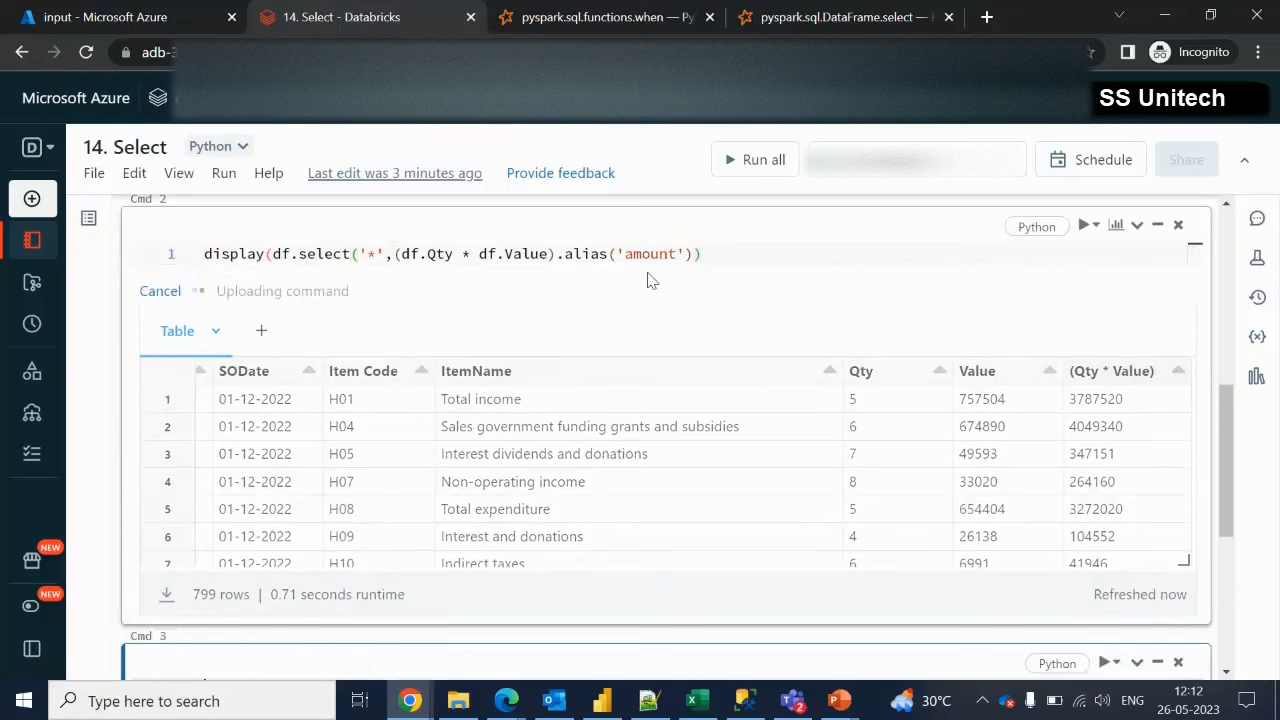 input - Microsoft Azure
14. Select - Databricks
pyspark.sql.functions.when — Py
pyspark.sql.DataFrame.select —
adb-3
Incognito
Microsoft Azure
SS Unitech
14. Select
Python
File Edit View Run Help Last edit was 3 minutes ago Provide feedback
Run all
Schedule
Share
Cmd 2
Python
1 display(df.select('*',(df.Qty * df.Value).alias('amount'))
Cancel Uploading command
Table
SODate Item Code ItemName Qty Value (Qty * Value)
1 01-12-2022 H01 Total income 5 757504 3787520
2 01-12-2022 H04 Sales government funding grants and subsidies 6 674890 4049340
3 01-12-2022 H05 Interest dividends and donations 7 49593 347151
4 01-12-2022 H07 Non-operating income 8 33020 264160
5 01-12-2022 H08 Total expenditure 5 654404 3272020
6 01-12-2022 H09 Interest and donations 4 26138 104552
7 01-12-2022 H10 Indirect taxes 6 6991 41946
799 rows | 0.71 seconds runtime
Refreshed now
Cmd 3
Python
NEW
NEW
Type here to search
30°C
ENG
12:12
26-05-2023